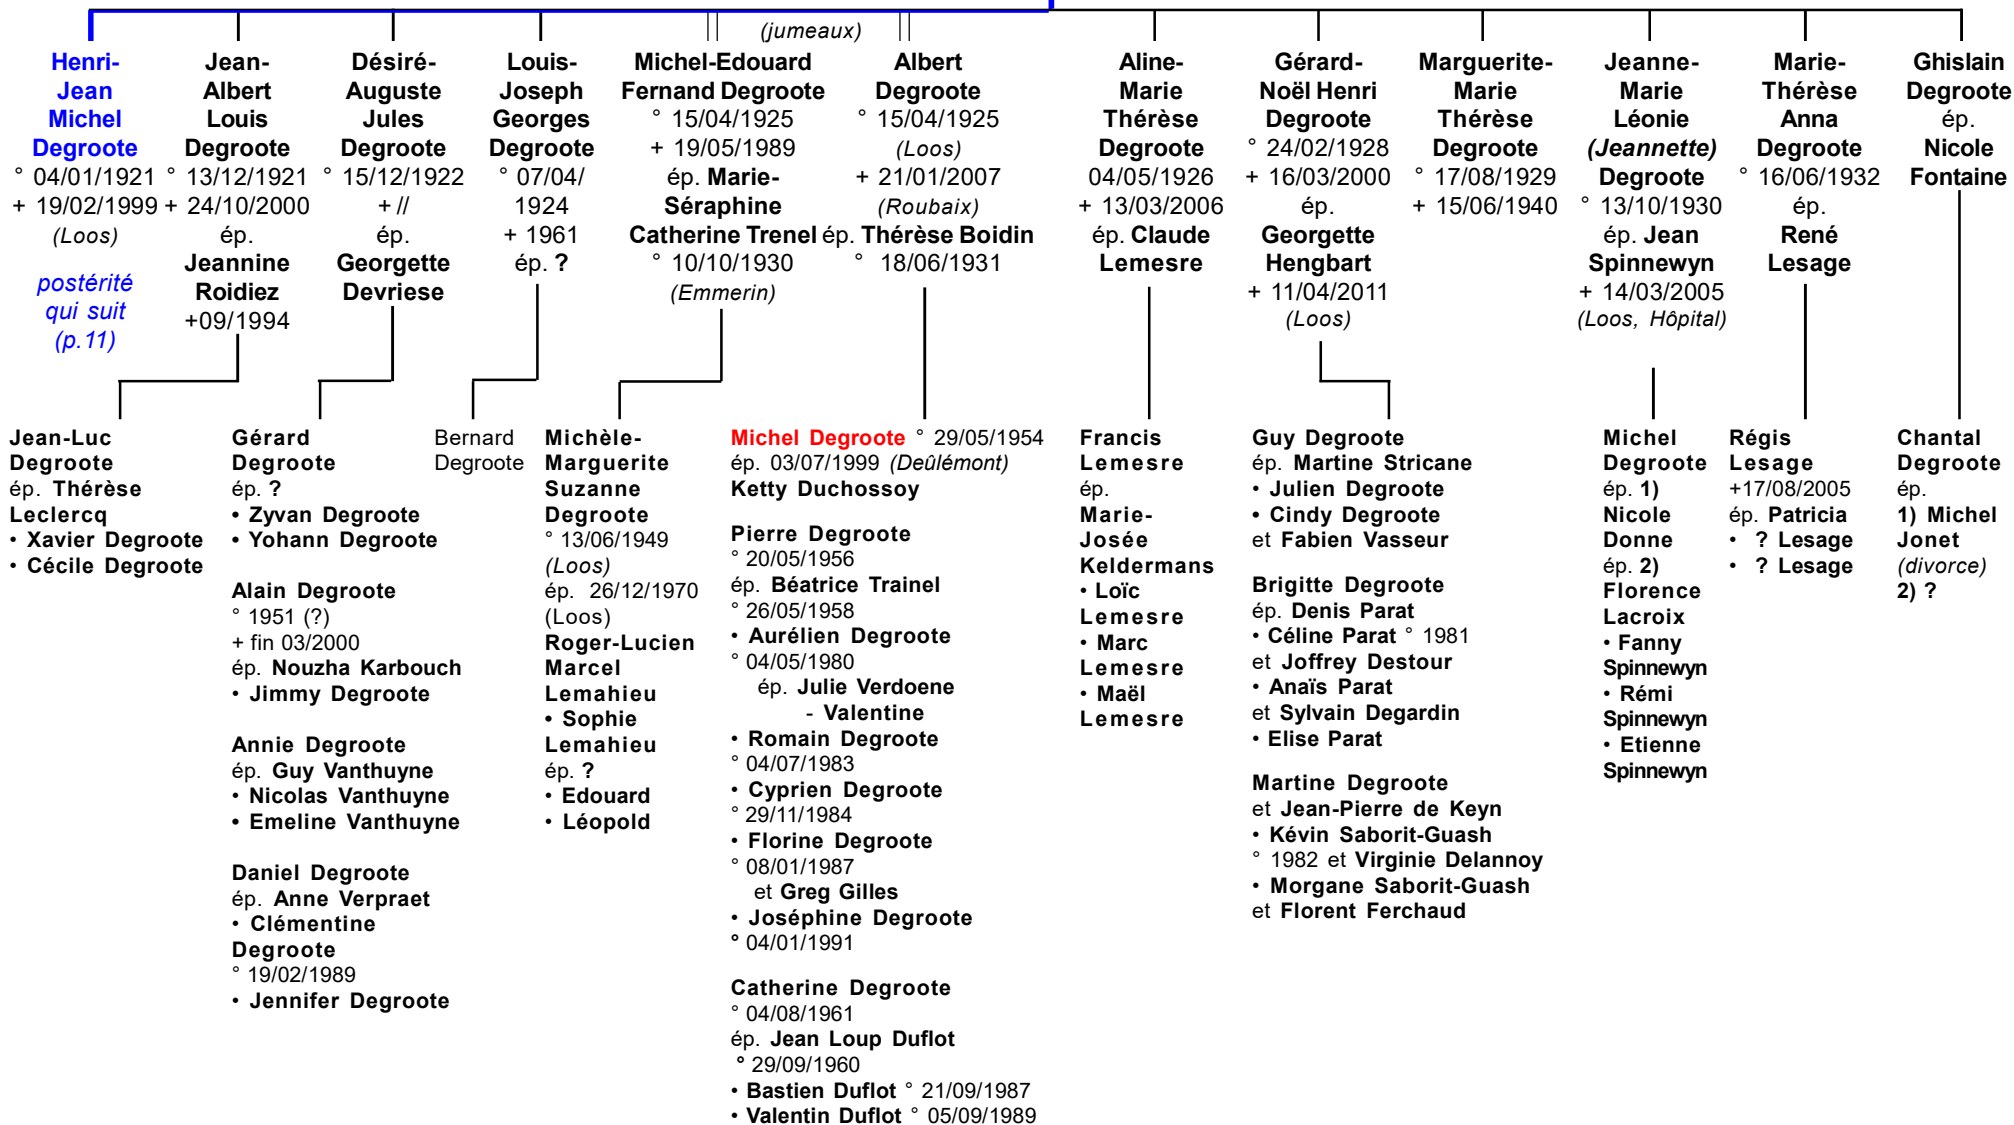 (jumeaux)
Henri-
Jean
Michel
Degroote
° 04/01/1921
+ 19/02/1999
(Loos)
postérité
qui suit
(p.11)
Jean-
Albert
Louis
Degroote
° 13/12/1921
+ 24/10/2000
ép.
Jeannine
Roidiez
+09/1994
Désiré-
Auguste
Jules
Degroote
° 15/12/1922
+ //
ép.
Georgette
Devriese
Louis-
Joseph
Georges
Degroote
° 07/04/
1924
+ 1961
ép. ?
Michel-Edouard
Fernand Degroote
° 15/04/1925
+ 19/05/1989
ép. Marie-
Séraphine
Catherine Trenel
° 10/10/1930
(Emmerin)
Albert
Degroote
° 15/04/1925
(Loos)
+ 21/01/2007
(Roubaix)
ép. Thérèse Boidin
° 18/06/1931
Aline-
Marie
Thérèse
Degroote
04/05/1926
+ 13/03/2006
ép. Claude
Lemesre
Gérard-
Noël Henri
Degroote
° 24/02/1928
+ 16/03/2000
ép.
Georgette
Hengbart
+ 11/04/2011
(Loos)
Marguerite-
Marie
Thérèse
Degroote
° 17/08/1929
+ 15/06/1940
Jeanne-
Marie
Léonie
(Jeannette)
Degroote
° 13/10/1930
ép. Jean
Spinnewyn
+ 14/03/2005
(Loos, Hôpital)
Marie-
Thérèse
Anna
Degroote
° 16/06/1932
ép.
René
Lesage
Ghislain
Degroote
ép.
Nicole
Fontaine
Jean-Luc
Degroote
ép. Thérèse
Leclercq
• Xavier Degroote
• Cécile Degroote
Gérard
Degroote
ép. ?
• Zyvan Degroote
• Yohann Degroote
Alain Degroote
° 1951 (?)
+ fin 03/2000
ép. Nouzha Karbouch
• Jimmy Degroote
Annie Degroote
ép. Guy Vanthuyne
• Nicolas Vanthuyne
• Emeline Vanthuyne
Daniel Degroote
ép. Anne Verpraet
• Clémentine
Degroote
° 19/02/1989
• Jennifer Degroote
Bernard
Degroote
Michèle-
Marguerite
Suzanne
Degroote
° 13/06/1949
(Loos)
ép. 26/12/1970
(Loos)
Roger-Lucien
Marcel
Lemahieu
• Sophie
Lemahieu
ép. ?
• Edouard
• Léopold
Michel Degroote ° 29/05/1954
ép. 03/07/1999 (Deûlémont)
Ketty Duchossoy
Pierre Degroote
° 20/05/1956
ép. Béatrice Trainel
° 26/05/1958
• Aurélien Degroote
° 04/05/1980
ép. Julie Verdoene
- Valentine
• Romain Degroote
° 04/07/1983
• Cyprien Degroote
° 29/11/1984
• Florine Degroote
° 08/01/1987
et Greg Gilles
• Joséphine Degroote
° 04/01/1991
Catherine Degroote
° 04/08/1961
ép. Jean Loup Duflot
° 29/09/1960
• Bastien Duflot ° 21/09/1987
• Valentin Duflot ° 05/09/1989
Francis
Lemesre
ép.
Marie-
Josée
Keldermans
• Loïc
Lemesre
• Marc
Lemesre
• Maël
Lemesre
Guy Degroote
ép. Martine Stricane
• Julien Degroote
• Cindy Degroote
et Fabien Vasseur
Brigitte Degroote
ép. Denis Parat
• Céline Parat ° 1981
et Joffrey Destour
• Anaïs Parat
et Sylvain Degardin
• Elise Parat
Martine Degroote
et Jean-Pierre de Keyn
• Kévin Saborit-Guash
° 1982 et Virginie Delannoy
• Morgane Saborit-Guash
et Florent Ferchaud
Michel
Degroote
ép. 1)
Nicole
Donne
ép. 2)
Florence
Lacroix
• Fanny
Spinnewyn
• Rémi
Spinnewyn
• Etienne
Spinnewyn
Régis
Lesage
+17/08/2005
ép. Patricia
• ? Lesage
• ? Lesage
Chantal
Degroote
ép.
1) Michel
Jonet
(divorce)
2) ?